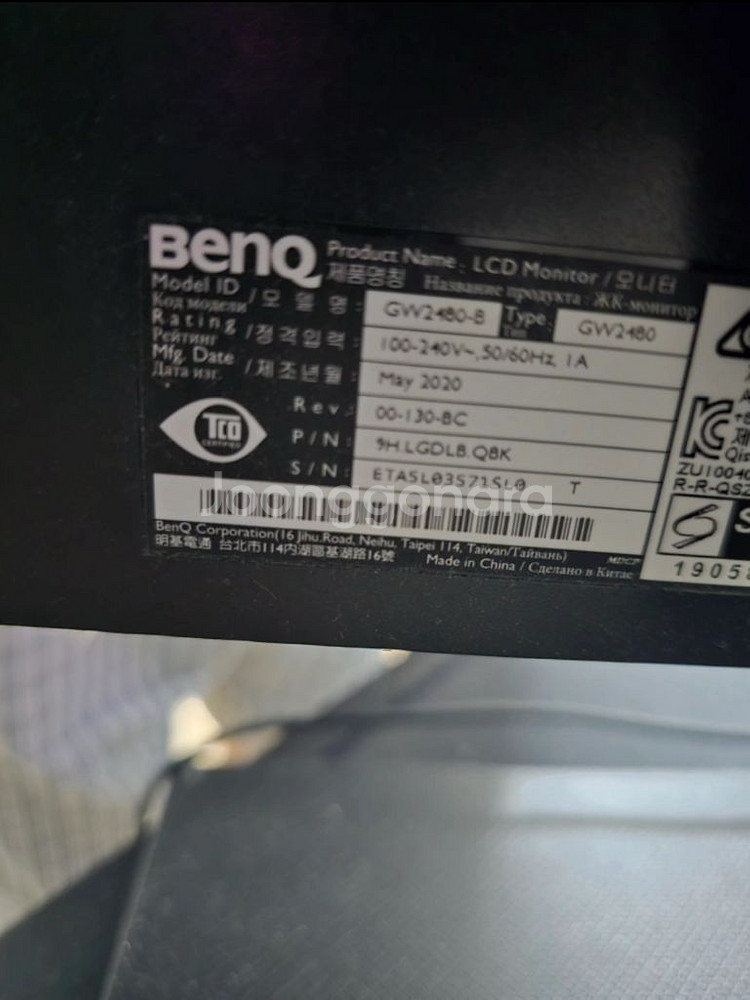 BenQ
Product Name : LCD Monitor / 모니터
제품명칭 Название продукта : ЖК-монитор
Model ID / 모 델 명 : GW2480-B Type: GW2480
Код модели Тип
Rating / 정격입력 : 100-240V~, 50/60Hz, 1A
Рейтинг
Mfg. Date / 제조년월 : May 2020
Дата изг.
Rev : 00-130-BC
TCO
CERTIFIED
P/N : 9H.LGDLB.Q8K
S/N : ETA5L03571SL0 T
Joonggonara
BenQ Corporation(16 Jihu Road, Neihu, Taipei 114, Taiwan/Тайвань)
明基電通 台北市114內湖區基湖路16號
MDCP
Made in China / Сделано в Китае
R-R-QS2
1905